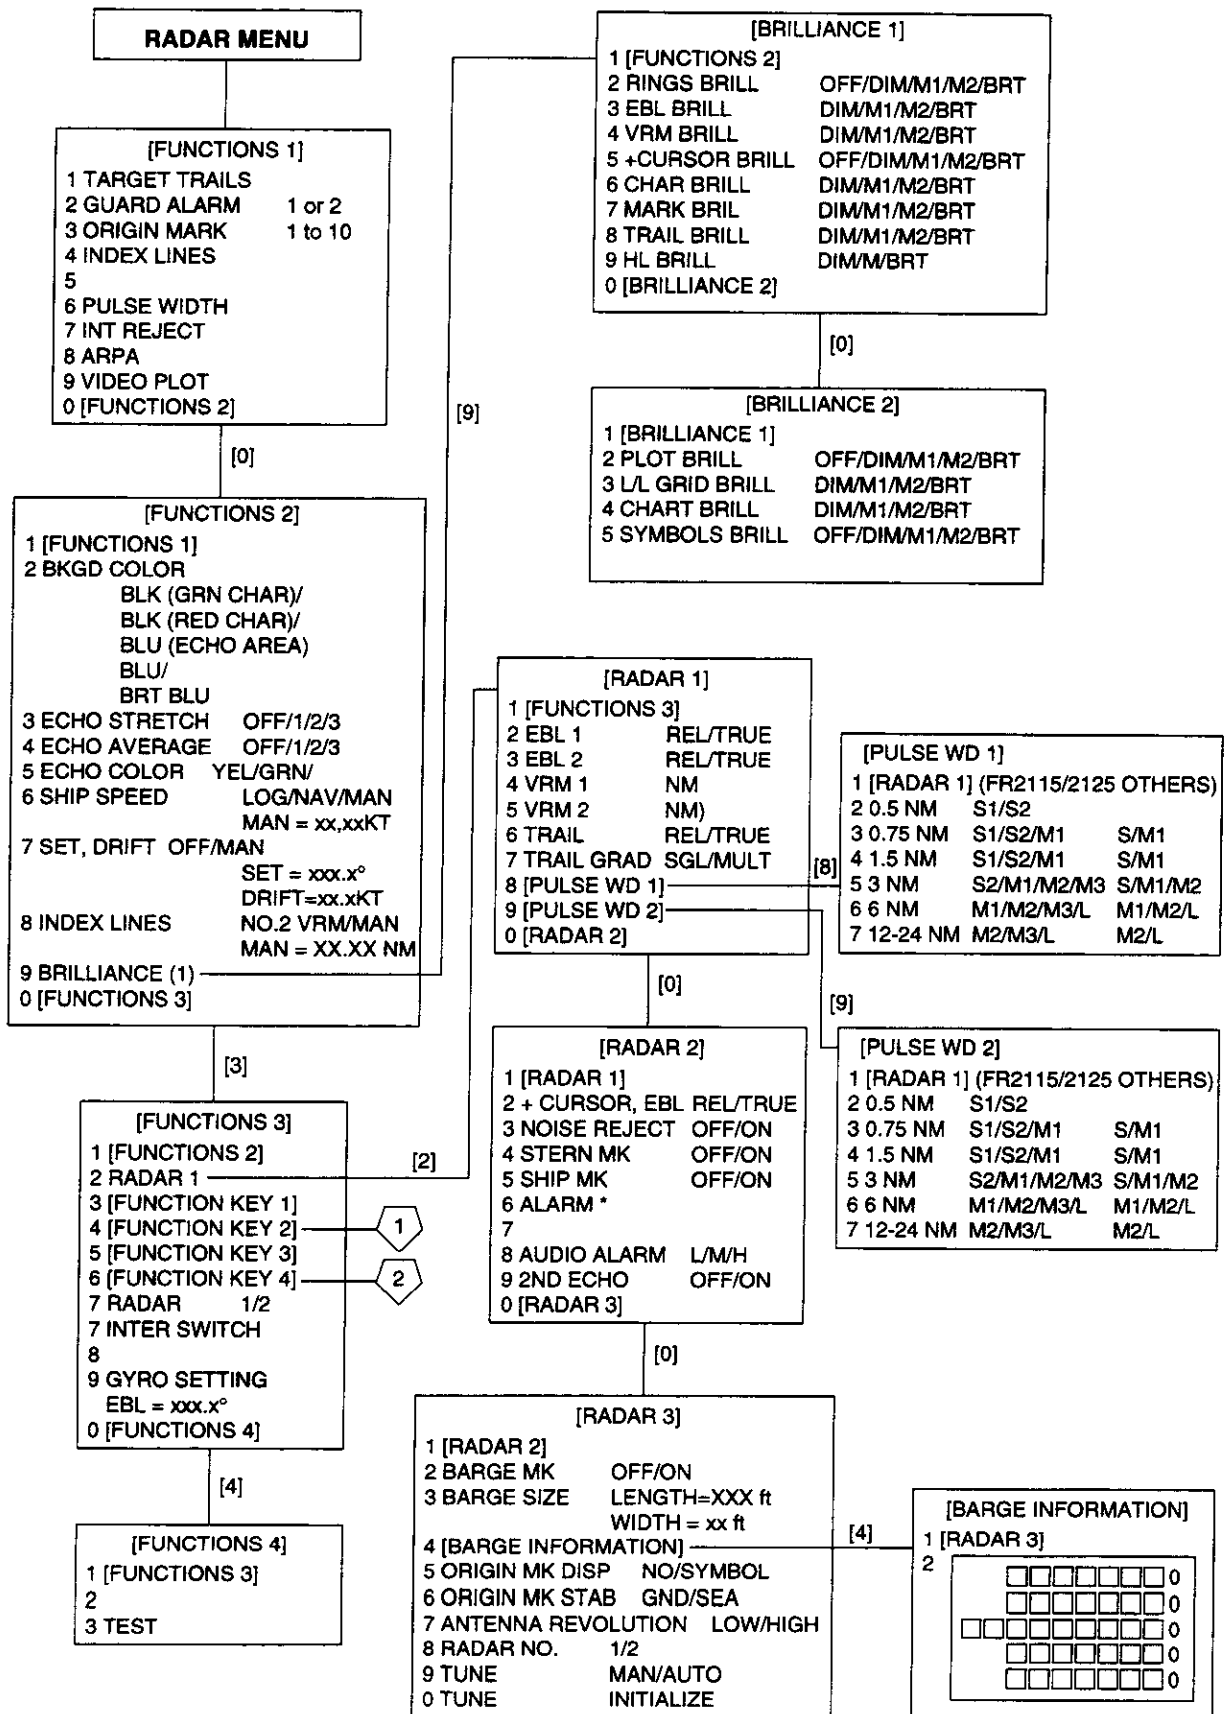 RADAR MENU
[FUNCTIONS 1]
1 TARGET TRAILS
2 GUARD ALARM 1 or 2
3 ORIGIN MARK 1 to 10
4 INDEX LINES
5
6 PULSE WIDTH
7 INT REJECT
8 ARPA
9 VIDEO PLOT
0 [FUNCTIONS 2]
[0]
[FUNCTIONS 2]
1 [FUNCTIONS 1]
2 BKGD COLOR
BLK (GRN CHAR)/
BLK (RED CHAR)/
BLU (ECHO AREA)
BLU/
BRT BLU
3 ECHO STRETCH OFF/1/2/3
4 ECHO AVERAGE OFF/1/2/3
5 ECHO COLOR YEL/GRN/
6 SHIP SPEED LOG/NAV/MAN
MAN = xx,xxKT
7 SET, DRIFT OFF/MAN
SET = xxx.x°
DRIFT=xx.xKT
8 INDEX LINES NO.2 VRM/MAN
MAN = XX.XX NM
9 BRILLIANCE (1)
0 [FUNCTIONS 3]
[3]
[FUNCTIONS 3]
1 [FUNCTIONS 2]
2 RADAR 1
3 [FUNCTION KEY 1]
4 [FUNCTION KEY 2]
1
5 [FUNCTION KEY 3]
6 [FUNCTION KEY 4]
2
7 RADAR 1/2
7 INTER SWITCH
8
9 GYRO SETTING
EBL = xxx.x°
0 [FUNCTIONS 4]
[4]
[FUNCTIONS 4]
1 [FUNCTIONS 3]
2
3 TEST
[9]
[BRILLIANCE 1]
1 [FUNCTIONS 2]
2 RINGS BRILL OFF/DIM/M1/M2/BRT
3 EBL BRILL DIM/M1/M2/BRT
4 VRM BRILL DIM/M1/M2/BRT
5 +CURSOR BRILL OFF/DIM/M1/M2/BRT
6 CHAR BRILL DIM/M1/M2/BRT
7 MARK BRIL DIM/M1/M2/BRT
8 TRAIL BRILL DIM/M1/M2/BRT
9 HL BRILL DIM/M/BRT
0 [BRILLIANCE 2]
[0]
[BRILLIANCE 2]
1 [BRILLIANCE 1]
2 PLOT BRILL OFF/DIM/M1/M2/BRT
3 L/L GRID BRILL DIM/M1/M2/BRT
4 CHART BRILL DIM/M1/M2/BRT
5 SYMBOLS BRILL OFF/DIM/M1/M2/BRT
[2]
[RADAR 1]
1 [FUNCTIONS 3]
2 EBL 1 REL/TRUE
3 EBL 2 REL/TRUE
4 VRM 1 NM
5 VRM 2 NM)
6 TRAIL REL/TRUE
7 TRAIL GRAD SGL/MULT
8 [PULSE WD 1]
9 [PULSE WD 2]
0 [RADAR 2]
[8]
[PULSE WD 1]
1 [RADAR 1] (FR2115/2125 OTHERS)
2 0.5 NM S1/S2
3 0.75 NM S1/S2/M1 S/M1
4 1.5 NM S1/S2/M1 S/M1
5 3 NM S2/M1/M2/M3 S/M1/M2
6 6 NM M1/M2/M3/L M1/M2/L
7 12-24 NM M2/M3/L M2/L
[9]
[PULSE WD 2]
1 [RADAR 1] (FR2115/2125 OTHERS)
2 0.5 NM S1/S2
3 0.75 NM S1/S2/M1 S/M1
4 1.5 NM S1/S2/M1 S/M1
5 3 NM S2/M1/M2/M3 S/M1/M2
6 6 NM M1/M2/M3/L M1/M2/L
7 12-24 NM M2/M3/L M2/L
[0]
[RADAR 2]
1 [RADAR 1]
2 + CURSOR, EBL REL/TRUE
3 NOISE REJECT OFF/ON
4 STERN MK OFF/ON
5 SHIP MK OFF/ON
6 ALARM *
7
8 AUDIO ALARM L/M/H
9 2ND ECHO OFF/ON
0 [RADAR 3]
[0]
[RADAR 3]
1 [RADAR 2]
2 BARGE MK OFF/ON
3 BARGE SIZE LENGTH=XXX ft
WIDTH = xx ft
4 [BARGE INFORMATION]
5 ORIGIN MK DISP NO/SYMBOL
6 ORIGIN MK STAB GND/SEA
7 ANTENNA REVOLUTION LOW/HIGH
8 RADAR NO. 1/2
9 TUNE MAN/AUTO
0 TUNE INITIALIZE
[4]
[BARGE INFORMATION]
1 [RADAR 3]
2
0
0
0
0
0